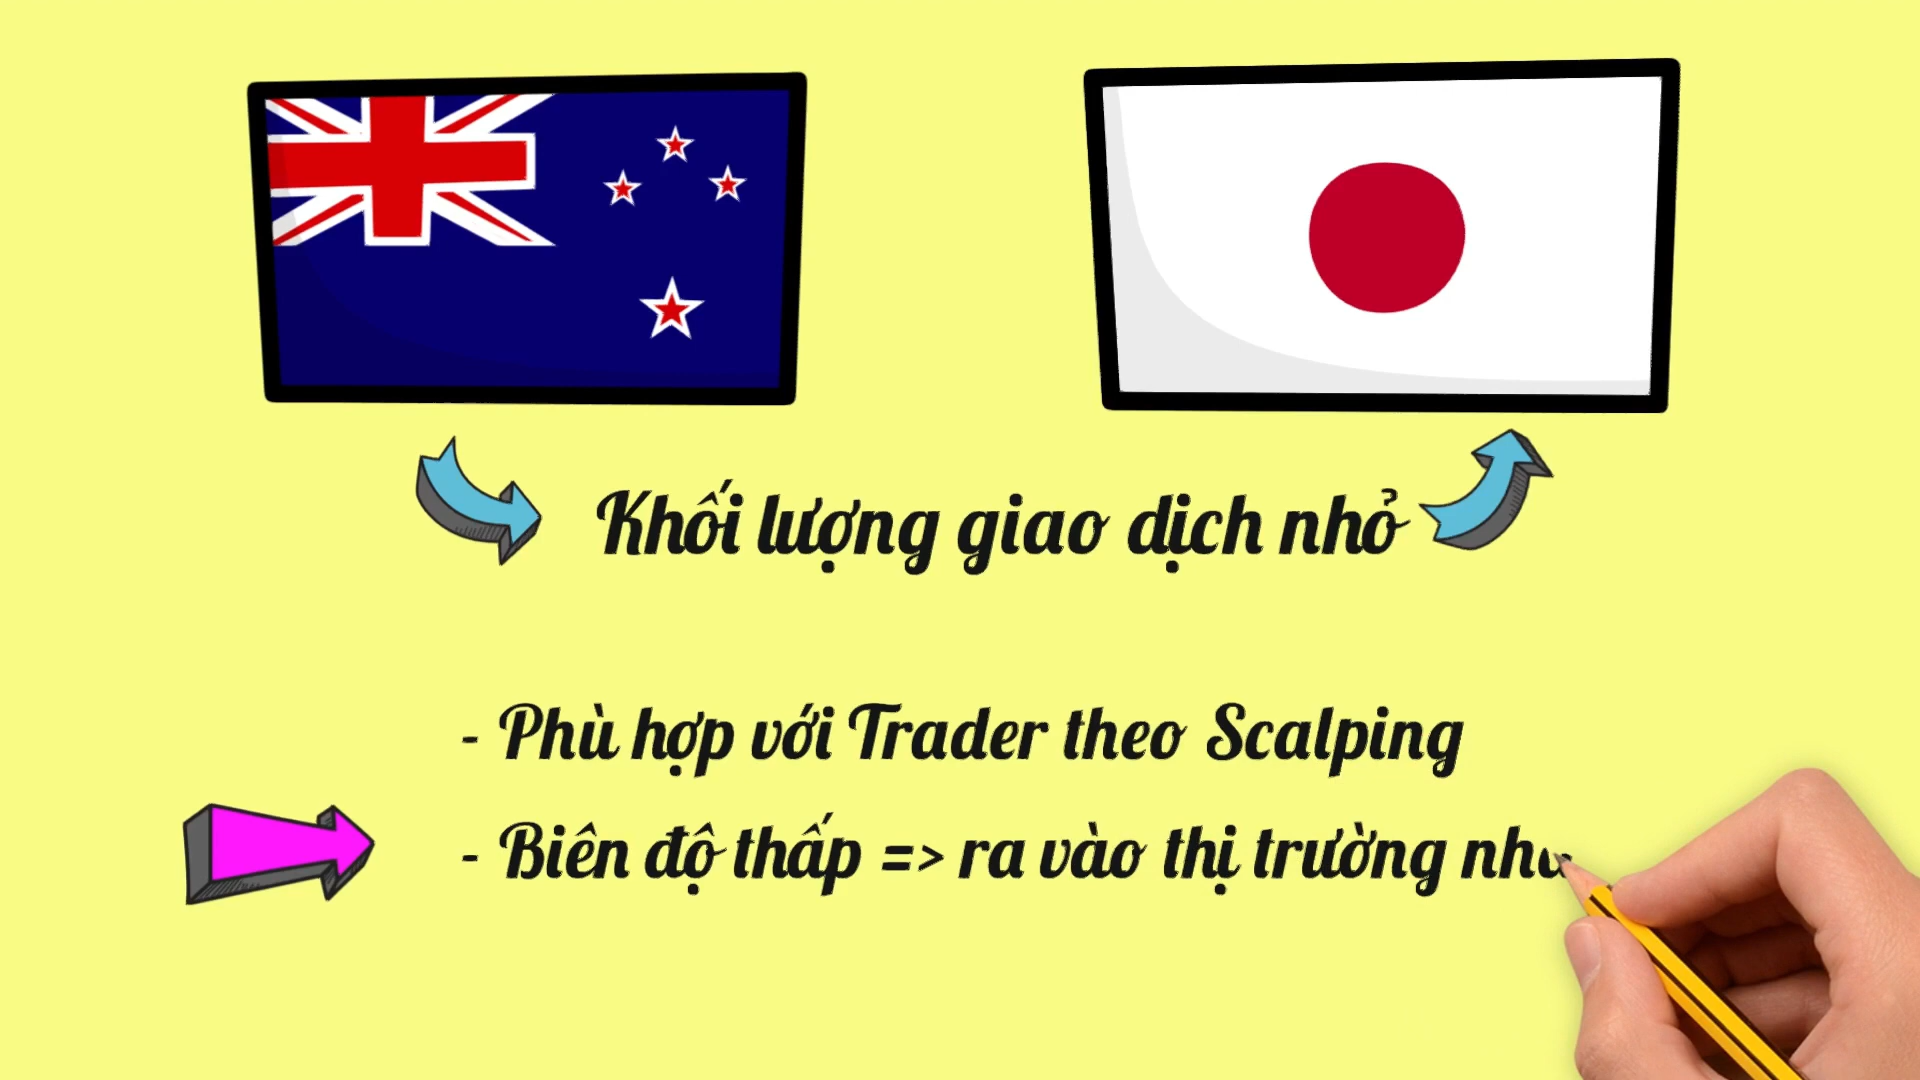 Khối lượng giao dịch nhỏ
- Phù hợp với Trader theo Scalping
- Biên độ thấp => ra vào thị trường